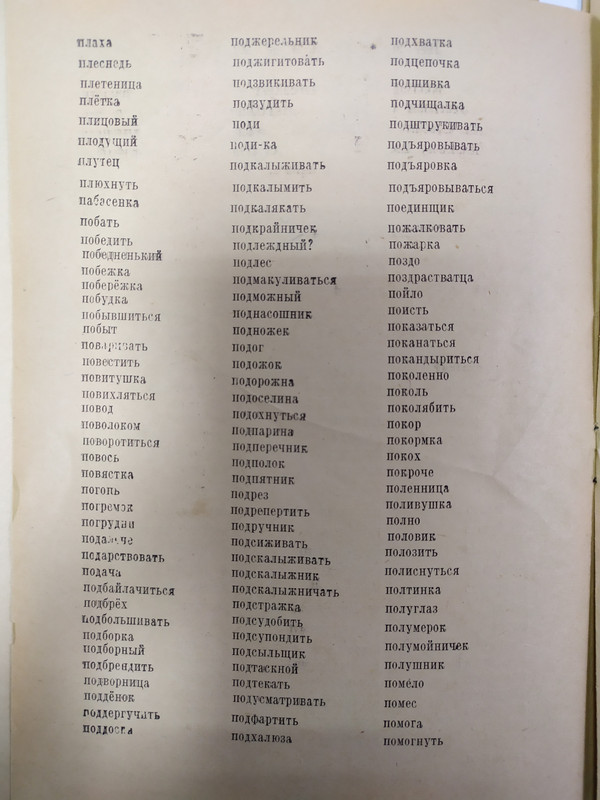 плаха
плеснедь
плетеница
плётка
плицовый
плодущий
плутец
плюхнуть
пабасенка
побать
победить
победненький
побежка
поберёжка
побудка
побывшиться
побыт
повестить
повитушка
повихляться
повод
поволоком
поворотиться
повось
повястка
погонь
погремок
погрудки
подарствовать
подача
подбайлачиться
подбрёх
подбольшивать
подборка
подборный
подбрендить
подворница
поддёнок
поддергучить
поджерельник
поджигитовать
подзвикивать
подзудить
поди
поди-ка
подкалыживать
подкалымить
подкалякать
подкрайничек
подлеждный?
подлес
подмакуливаться
подможный
поднасошник
подножек
подог
подожок
подорожна
подоселина
подохнуться
подпарина
подперечник
подполок
подпятник
подрез
подрепертить
подручник
подсиживать
подскалыживать
подскалыжник
подскалыжничать
подстражка
подсудобить
подсупондить
подсыльщик
подтаскной
подтекать
подусматривать
подфартить
подхалюза
подхватка
подцепочка
подшивка
подчищалка
подштрукивать
подъяровывать
подъяровка
подъяровываться
поединщик
пожалковать
пожарка
поздо
поздрастватца
пойло
поисть
показаться
поканаться
покандыриться
поколенно
поколь
поколябить
покор
покормка
покох
покроче
поленница
поливушка
полно
половик
полозить
полиснуться
полтинка
полуглаз
полумерок
полумойничек
полушник
помёло
помес
помога
помогнуть